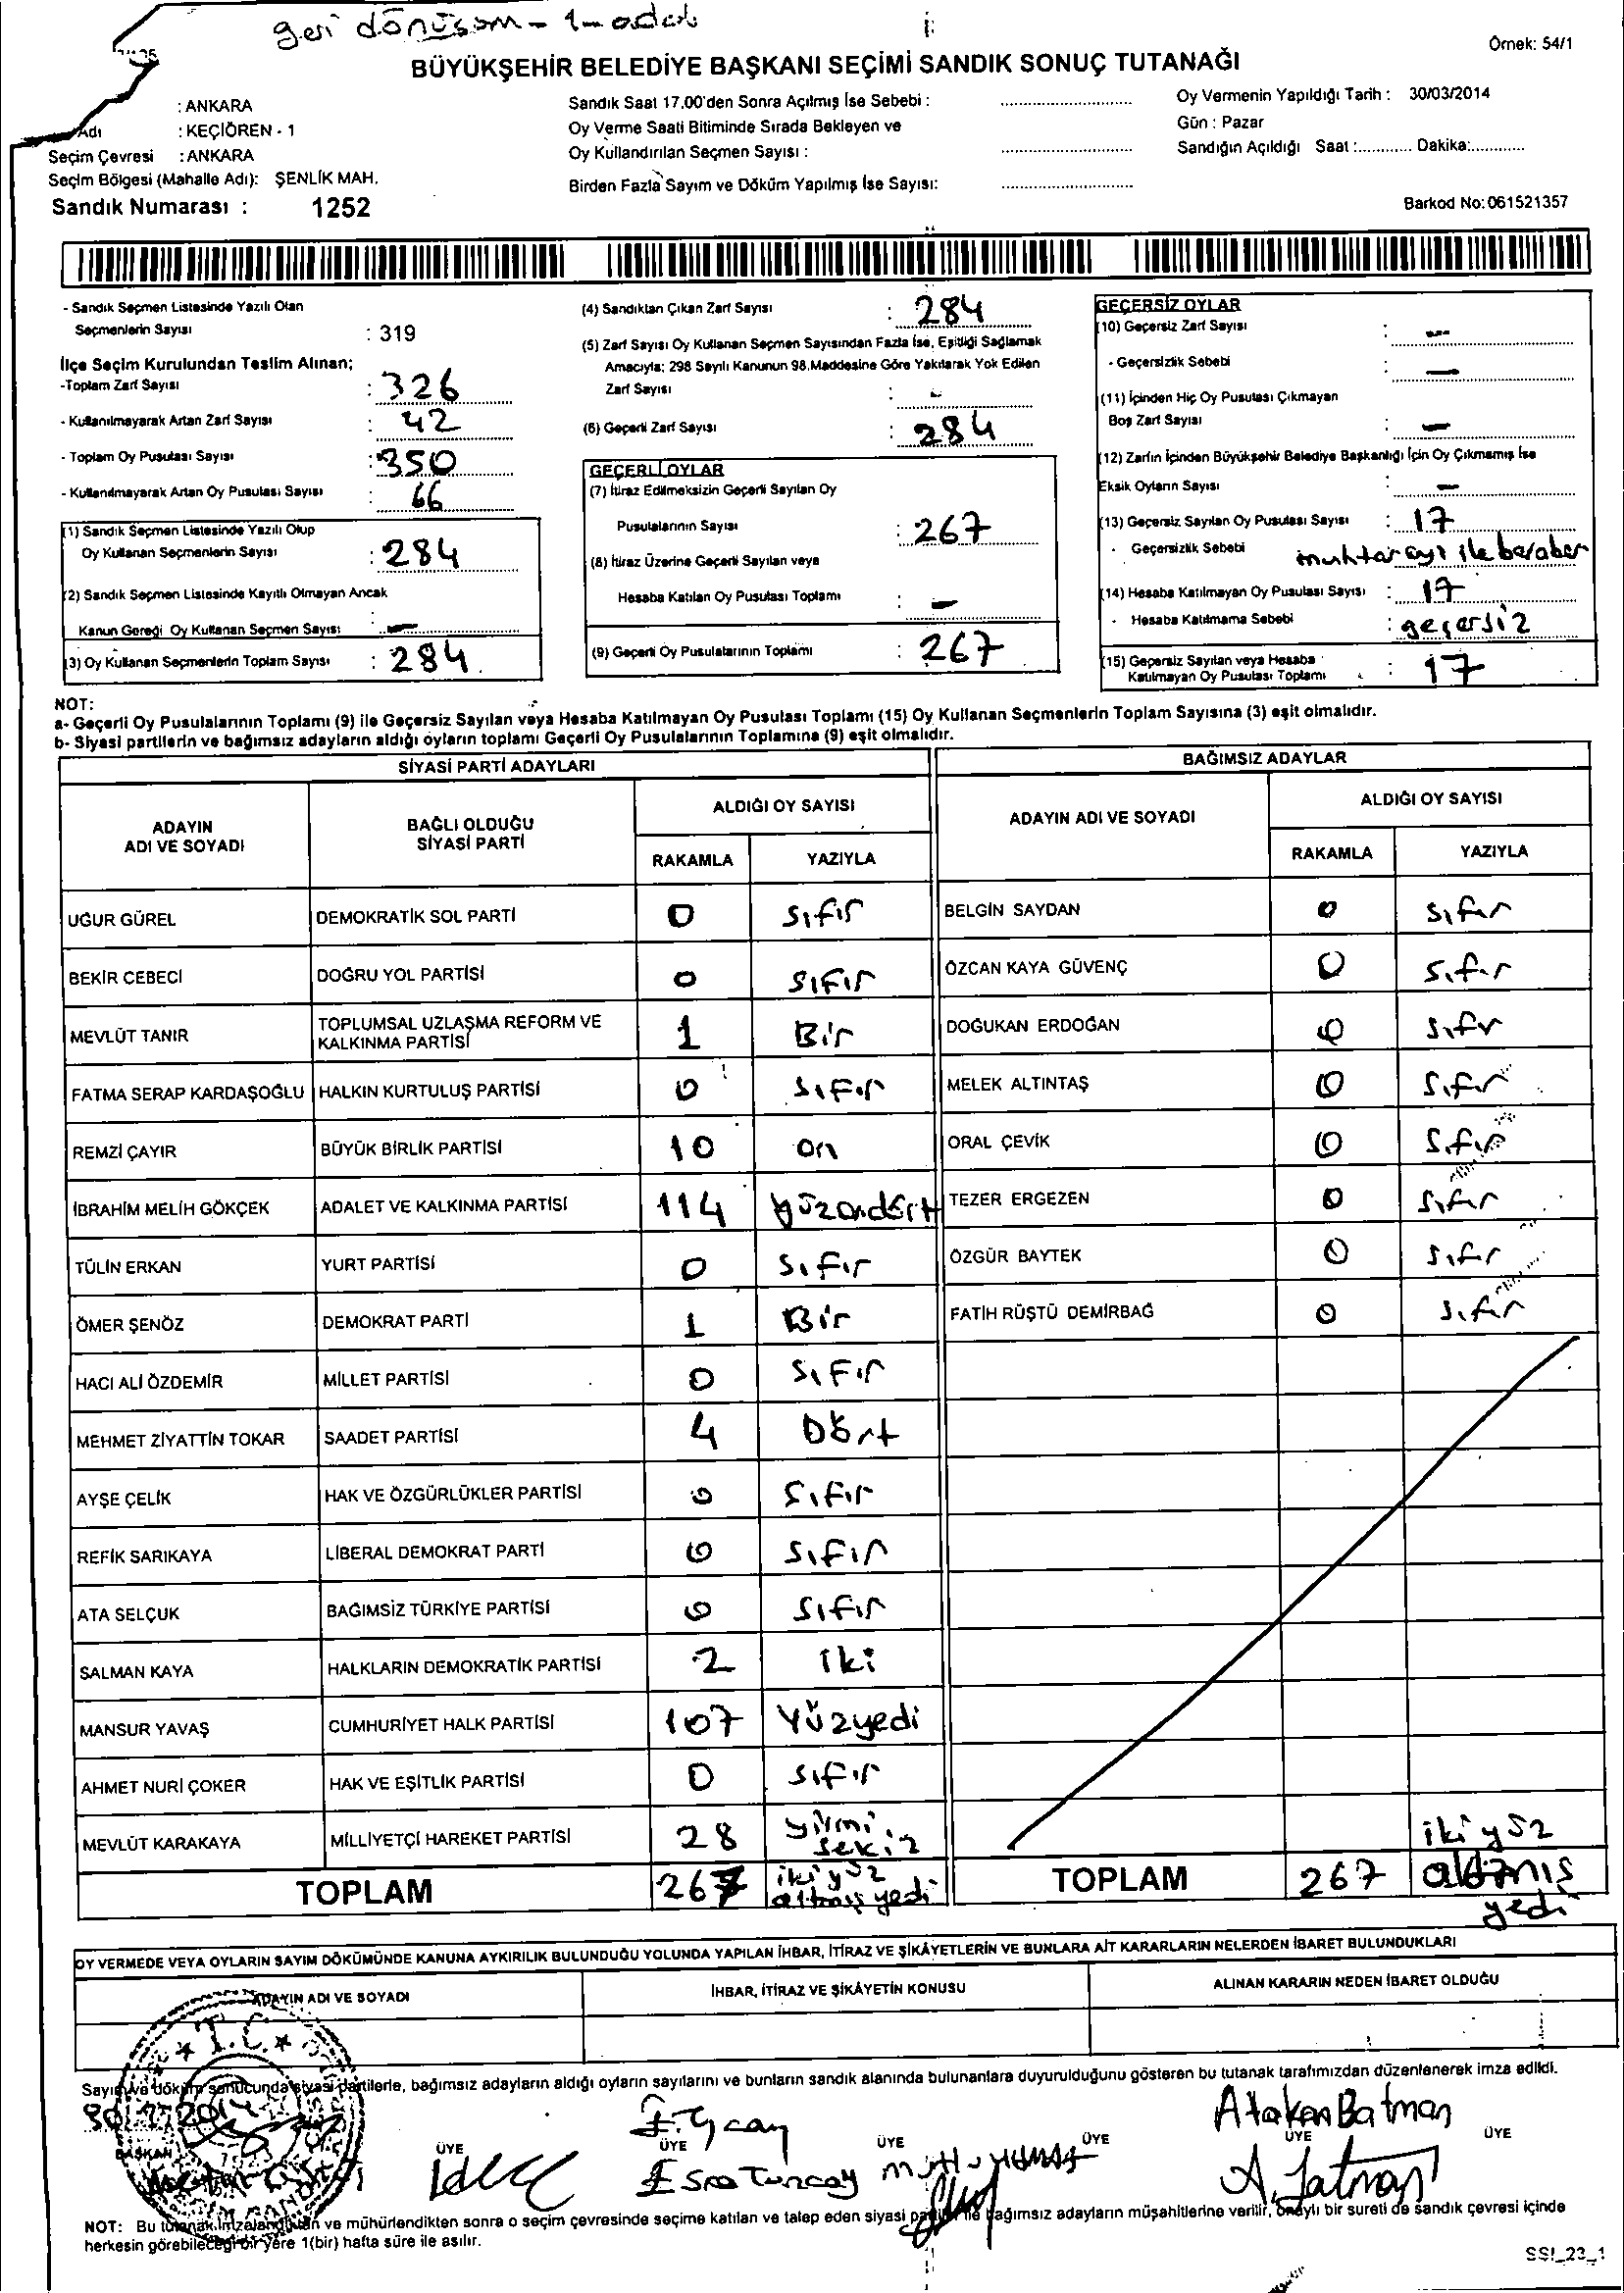 geri dönüşüm - 1 - adet
Örnek: 54/1
BÜYÜKŞEHİR BELEDİYE BAŞKANI SEÇİMİ SANDIK SONUÇ TUTANAĞI
: ANKARA
Adı : KEÇİÖREN - 1
Seçim Çevresi : ANKARA
Seçim Bölgesi (Mahalle Adı): ŞENLİK MAH.
Sandık Numarası : 1252
Sandık Saat 17.00'den Sonra Açılmış İse Sebebi :
Oy Verme Saati Bitiminde Sırada Bekleyen ve
Oy Kullandırılan Seçmen Sayısı :
Birden Fazla Sayım ve Döküm Yapılmış İse Sayısı:
Oy Vermenin Yapıldığı Tarih : 30/03/2014
Gün : Pazar
Sandığın Açıldığı Saat :............ Dakika:............
Barkod No:061521357
- Sandık Seçmen Listesinde Yazılı Olan
Seçmenlerin Sayısı : 319
İlçe Seçim Kurulundan Teslim Alınan;
-Toplam Zarf Sayısı : 326
- Kullanılmayarak Artan Zarf Sayısı : 42
- Toplam Oy Pusulası Sayısı : 350
- Kullanılmayarak Artan Oy Pusulası Sayısı : 66
(1) Sandık Seçmen Listesinde Yazılı Olup
Oy Kullanan Seçmenlerin Sayısı : 284
(2) Sandık Seçmen Listesinde Kayıtlı Olmayan Ancak
Kanun Gereği Oy Kullanan Seçmen Sayısı : —
(3) Oy Kullanan Seçmenlerin Toplam Sayısı : 284
(4) Sandıktan Çıkan Zarf Sayısı : 284
(5) Zarf Sayısı Oy Kullanan Seçmen Sayısından Fazla İse, Eşitliği Sağlamak
Amacıyla; 298 Sayılı Kanunun 98.Maddesine Göre Yakılarak Yok Edilen
Zarf Sayısı : -
(6) Geçerli Zarf Sayısı : 284
GEÇERLİ OYLAR
(7) İtiraz Edilmeksizin Geçerli Sayılan Oy
Pusulalarının Sayısı : 267
(8) İtiraz Üzerine Geçerli Sayılan veya
Hesaba Katılan Oy Pusulası Toplamı : —
(9) Geçerli Oy Pusulalarının Toplamı : 267
GEÇERSİZ OYLAR
(10) Geçersiz Zarf Sayısı : —
- Geçersizlik Sebebi : —
(11) İçinden Hiç Oy Pusulası Çıkmayan
Boş Zarf Sayısı : —
(12) Zarfın İçinden Büyükşehir Belediye Başkanlığı İçin Oy Çıkmamış İse
Eksik Oyların Sayısı : —
(13) Geçersiz Sayılan Oy Pusulası Sayısı : 17
- Geçersizlik Sebebi muhtar oyı ile beraber
(14) Hesaba Katılmayan Oy Pusulası Sayısı : 17
- Hesaba Katılmama Sebebi : geçersiz
(15) Geçersiz Sayılan veya Hesaba
Katılmayan Oy Pusulası Toplamı : 17
NOT:
a- Geçerli Oy Pusulalarının Toplamı (9) ile Geçersiz Sayılan veya Hesaba Katılmayan Oy Pusulası Toplamı (15) Oy Kullanan Seçmenlerin Toplam Sayısına (3) eşit olmalıdır.
b- Siyasi partilerin ve bağımsız adayların aldığı oyların toplamı Geçerli Oy Pusulalarının Toplamına (9) eşit olmalıdır.
SİYASİ PARTİ ADAYLARI
ADAYIN
ADI VE SOYADI
BAĞLI OLDUĞU
SİYASİ PARTİ
ALDIĞI OY SAYISI
RAKAMLA YAZIYLA
UĞUR GÜREL DEMOKRATİK SOL PARTİ 0 sıfır
BEKİR CEBECİ DOĞRU YOL PARTİSİ 0 sıfır
MEVLÜT TANIR TOPLUMSAL UZLAŞMA REFORM VE
KALKINMA PARTİSİ 1 Bir
FATMA SERAP KARDAŞOĞLU HALKIN KURTULUŞ PARTİSİ 0 sıfır
REMZİ ÇAYIR BÜYÜK BİRLİK PARTİSİ 10 on
İBRAHİM MELİH GÖKÇEK ADALET VE KALKINMA PARTİSİ 114 yüzondört
TÜLİN ERKAN YURT PARTİSİ 0 sıfır
ÖMER ŞENÖZ DEMOKRAT PARTİ 1 Bir
HACI ALİ ÖZDEMİR MİLLET PARTİSİ 0 sıfır
MEHMET ZİYATTİN TOKAR SAADET PARTİSİ 4 Dört
AYŞE ÇELİK HAK VE ÖZGÜRLÜKLER PARTİSİ 0 sıfır
REFİK SARIKAYA LİBERAL DEMOKRAT PARTİ 0 sıfır
ATA SELÇUK BAĞIMSIZ TÜRKİYE PARTİSİ 0 sıfır
SALMAN KAYA HALKLARIN DEMOKRATİK PARTİSİ 2 iki
MANSUR YAVAŞ CUMHURİYET HALK PARTİSİ 107 Yüzyedi
AHMET NURİ ÇOKER HAK VE EŞİTLİK PARTİSİ 0 sıfır
MEVLÜT KARAKAYA MİLLİYETÇİ HAREKET PARTİSİ 28 yirmi
sekiz
TOPLAM 267 iki yüz
altmış yedi
BAĞIMSIZ ADAYLAR
ADAYIN ADI VE SOYADI
ALDIĞI OY SAYISI
RAKAMLA YAZIYLA
BELGİN SAYDAN 0 sıfır
ÖZCAN KAYA GÜVENÇ 0 sıfır
DOĞUKAN ERDOĞAN 0 sıfır
MELEK ALTINTAŞ 0 sıfır
ORAL ÇEVİK 0 sıfır
TEZER ERGEZEN 0 sıfır
ÖZGÜR BAYTEK 0 sıfır
FATİH RÜŞTÜ DEMİRBAĞ 0 sıfır
TOPLAM 267 iki yüz
altmış
yedi
OY VERMEDE VEYA OYLARIN SAYIM DÖKÜMÜNDE KANUNA AYKIRILIK BULUNDUĞU YOLUNDA YAPILAN İHBAR, İTİRAZ VE ŞİKÂYETLERİN VE BUNLARA AİT KARARLARIN NELERDEN İBARET BULUNDUKLARI
ADAYIN ADI VE SOYADI İHBAR, İTİRAZ VE ŞİKÂYETİN KONUSU ALINAN KARARIN NEDEN İBARET OLDUĞU
T.C.
Sayım ve döküm sonucunda siyasi partilerle, bağımsız adayların aldığı oyların sayılarını ve bunların sandık alanında bulunanlara duyurulduğunu gösteren bu tutanak tarafımızdan düzenlenerek imza edildi.
Atakan Batman
BAŞKAN ÜYE ÜYE ÜYE ÜYE ÜYE ÜYE
Esra Tuncay
A. Batman
NOT: Bu tutanak imzalandıktan ve mühürlendikten sonra o seçim çevresinde seçime katılan ve talep eden siyasi partiler ile bağımsız adayların müşahitlerine verilir, onaylı bir sureti de sandık çevresi içinde
herkesin görebileceği bir yere 1(bir) hafta süre ile asılır.
SSI_23_1